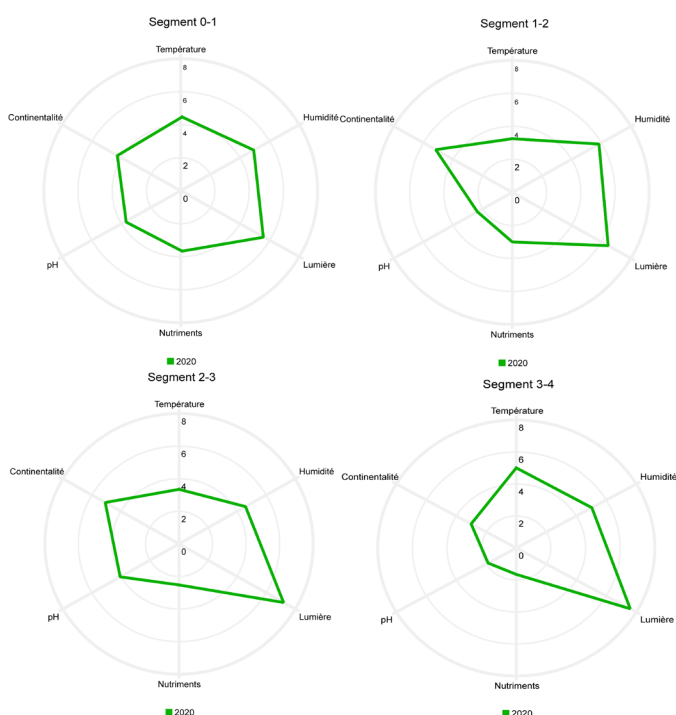 Segment 0-1
Température
8
6
4
2
0
Continentalité
Humidité
pH
Lumière
Nutriments
2020
Segment 1-2
Température
8
6
4
2
0
Continentalité
Humidité
pH
Lumière
Nutriments
2020
Segment 2-3
Température
8
6
4
2
0
Continentalité
Humidité
pH
Lumière
Nutriments
2020
Segment 3-4
Température
8
6
4
2
0
Continentalité
Humidité
pH
Lumière
Nutriments
2020